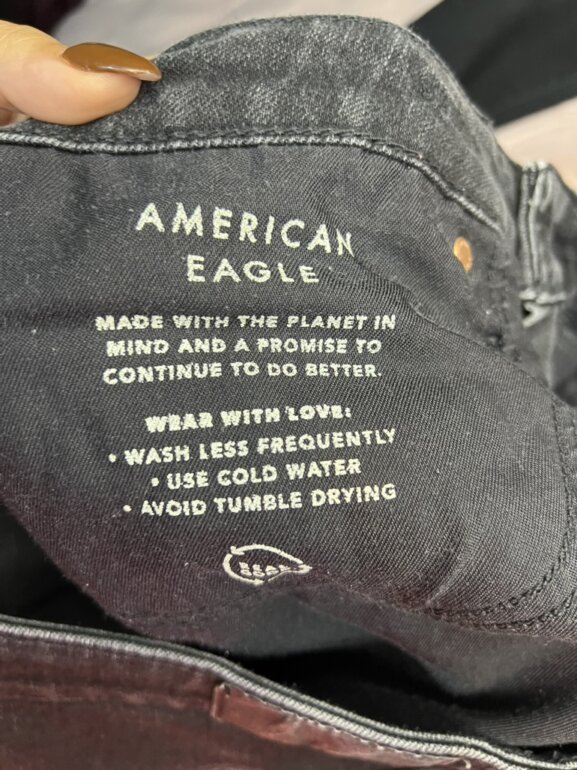 AMERICAN
EAGLE
MADE WITH THE PLANET IN
MIND AND A PROMISE TO
CONTINUE TO DO BETTER.
WEAR WITH LOVE:
• WASH LESS FREQUENTLY
• USE COLD WATER
• AVOID TUMBLE DRYING